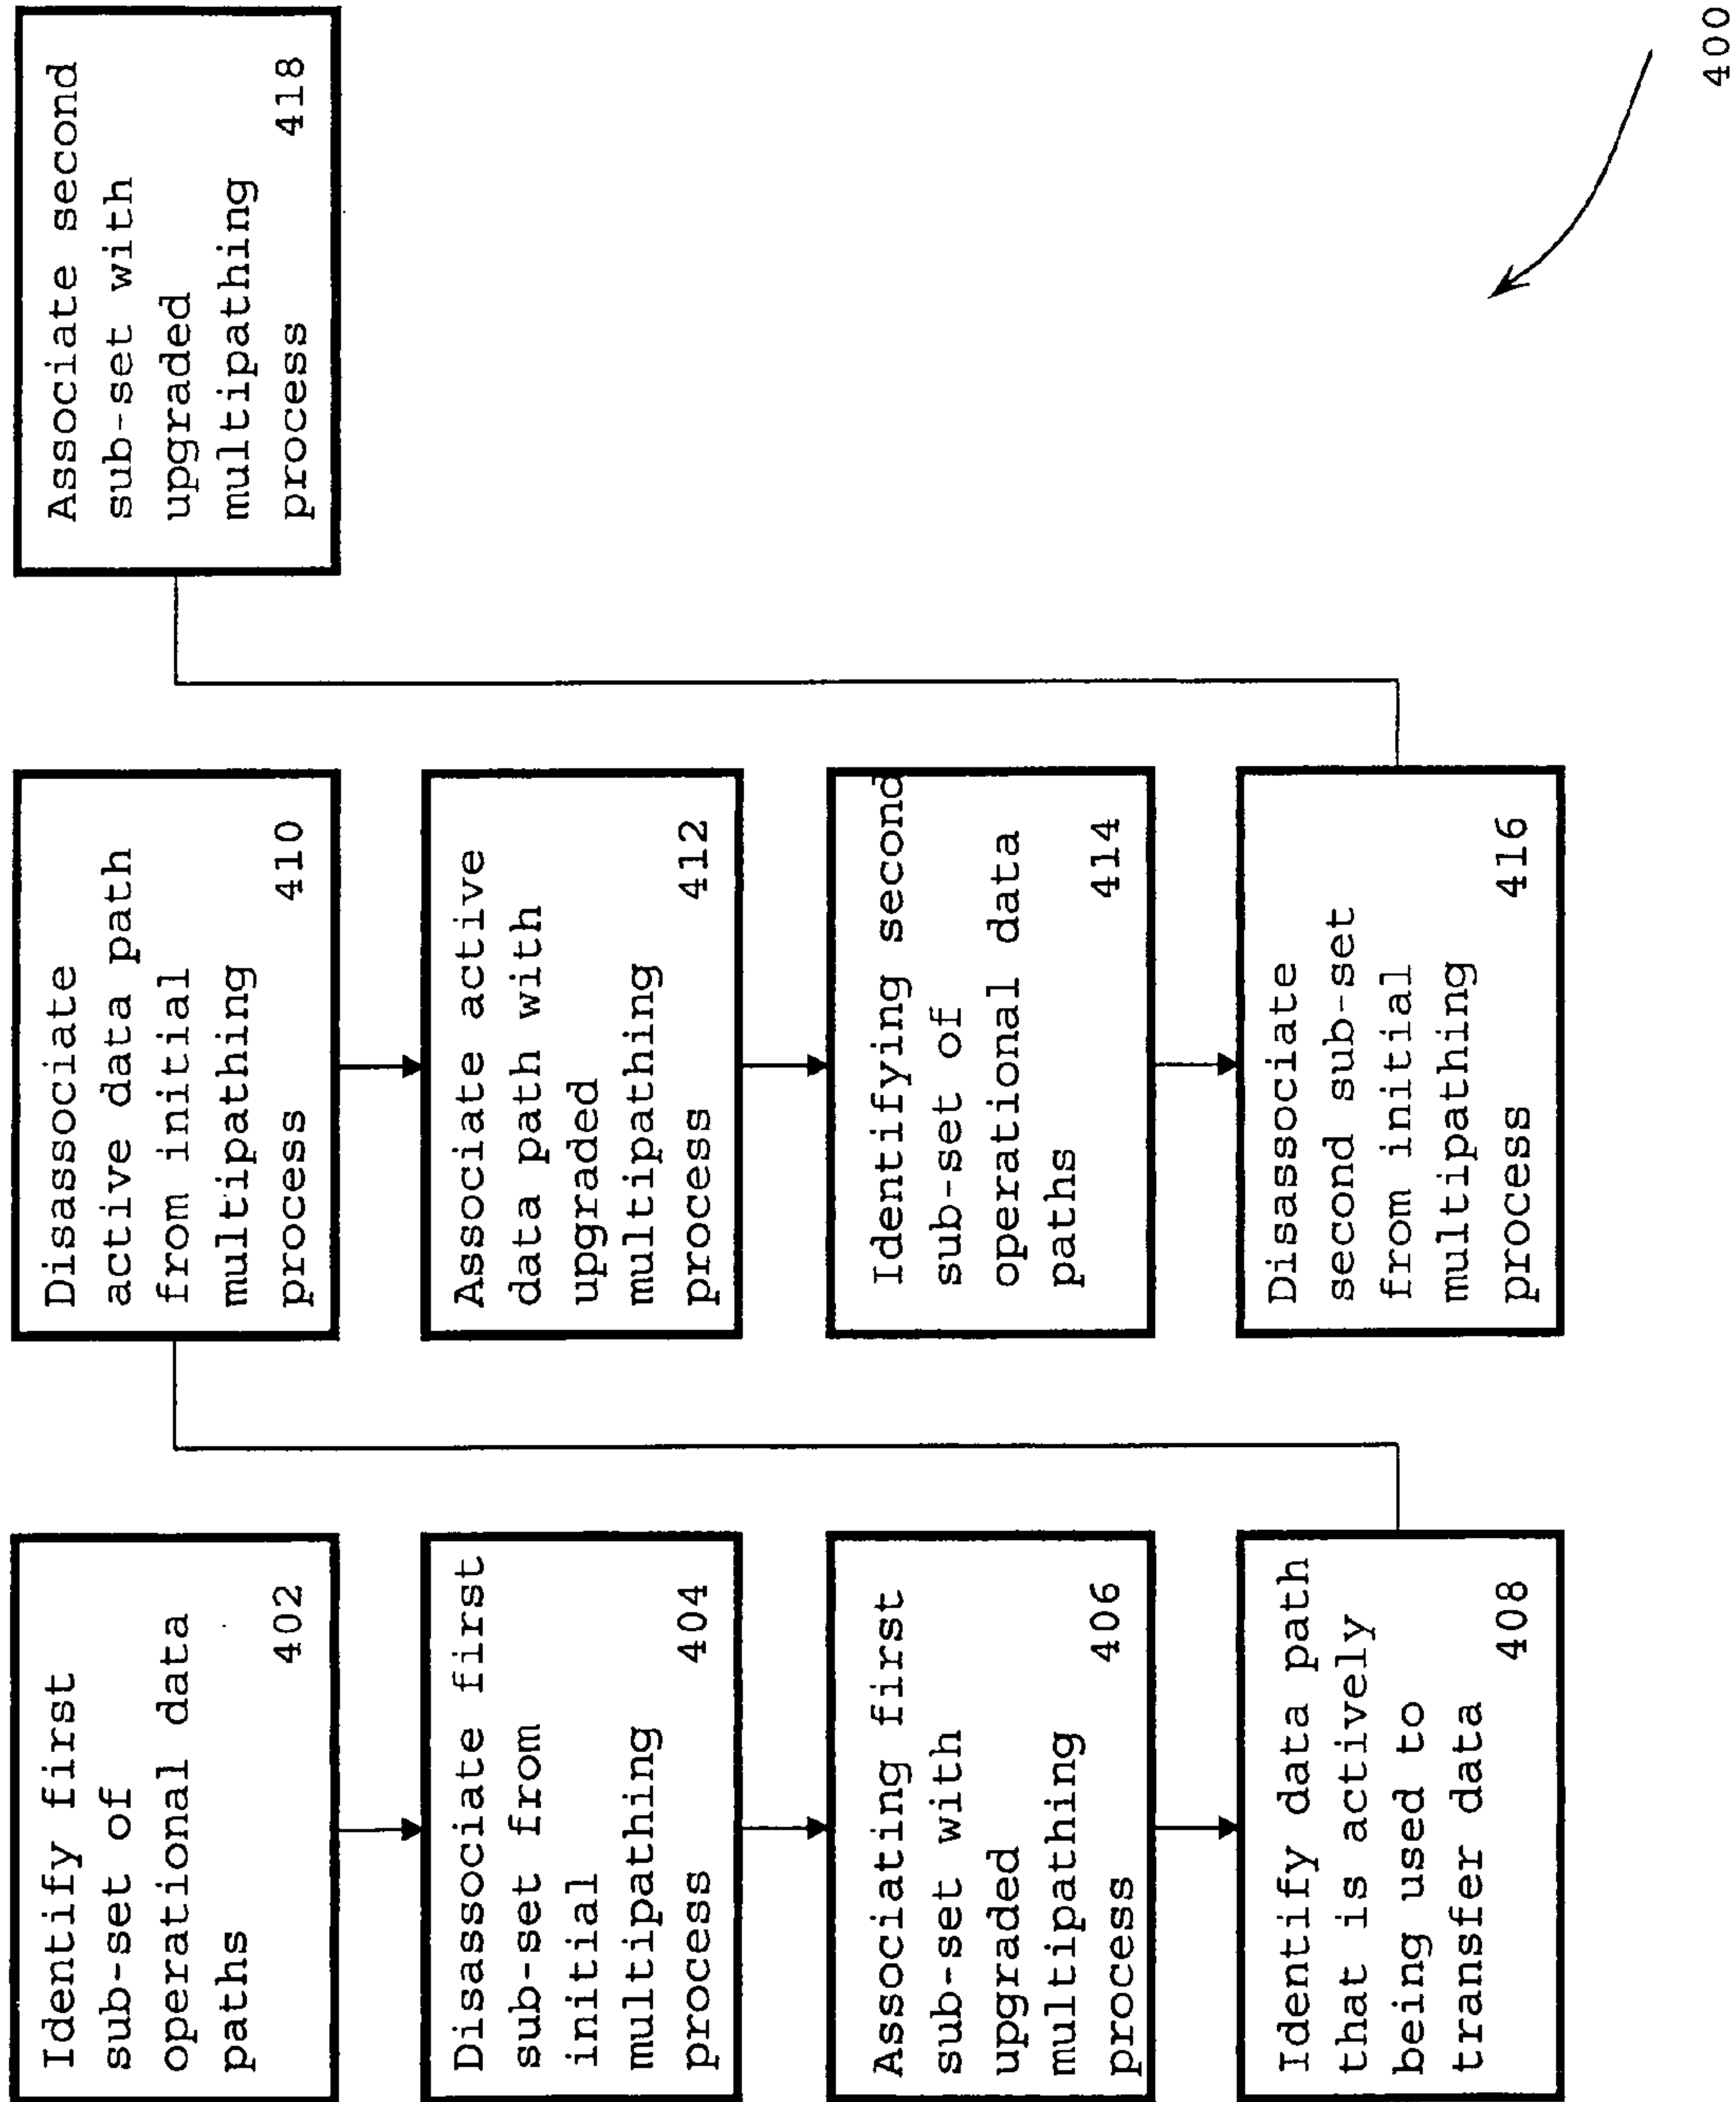 Identify first
sub-set of
operational data
paths
402
Disassociate first
sub-set from
initial
multipathing
process
404
Associating first
sub-set with
upgraded
multipathing
process
406
Identify data path
that is actively
being used to
transfer data
408
Disassociate
active data path
from initial
multipathing
process
410
Associate active
data path with
upgraded
multipathing
process
412
Identifying second
sub-set of
operational data
paths
414
Disassociate
second sub-set
from initial
multipathing
process
416
Associate second
sub-set with
upgraded
multipathing
process
418
400